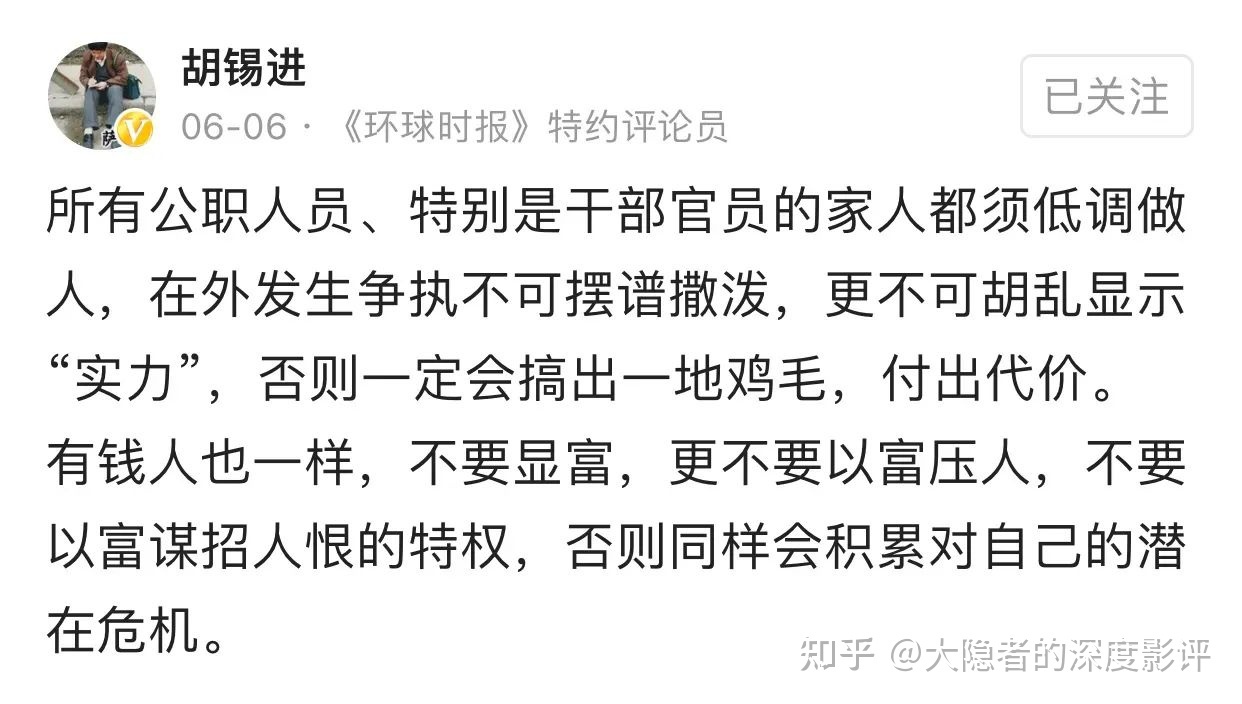 胡锡进
06-06 · 《环球时报》特约评论员
已关注
所有公职人员、特别是干部官员的家人都须低调做
人，在外发生争执不可摆谱撒泼，更不可胡乱显示
“实力”，否则一定会搞出一地鸡毛，付出代价。
有钱人也一样，不要显富，更不要以富压人，不要
以富谋招人恨的特权，否则同样会积累对自己的潜
在危机。
知乎 @大隐者的深度影评